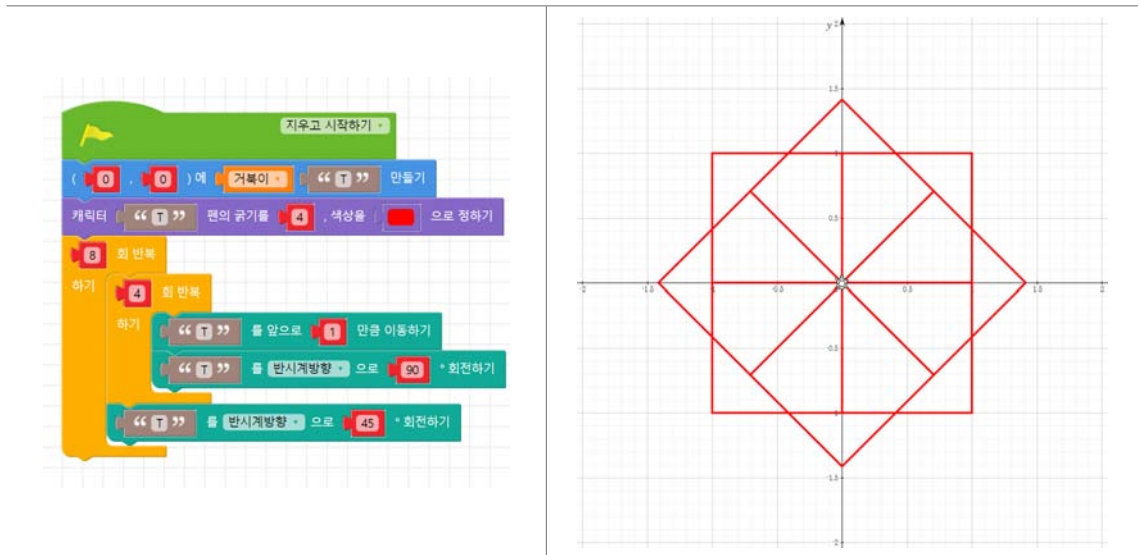 지우고 시작하기
( 0 , 0 ) 에 거북이 “ T ” 만들기
캐릭터 “ T ” 펜의 굵기를 4 , 색상을 으로 정하기
8 회 반복
하기 4 회 반복
하기 “ T ” 를 앞으로 1 만큼 이동하기
“ T ” 를 반시계방향 으로 90 ° 회전하기
“ T ” 를 반시계방향 으로 45 ° 회전하기
y 2
1.5
1
0.5
-2 -1.5 -1 -0.5 0.5 1 1.5 2
-0.5
-1
-1.5
-2